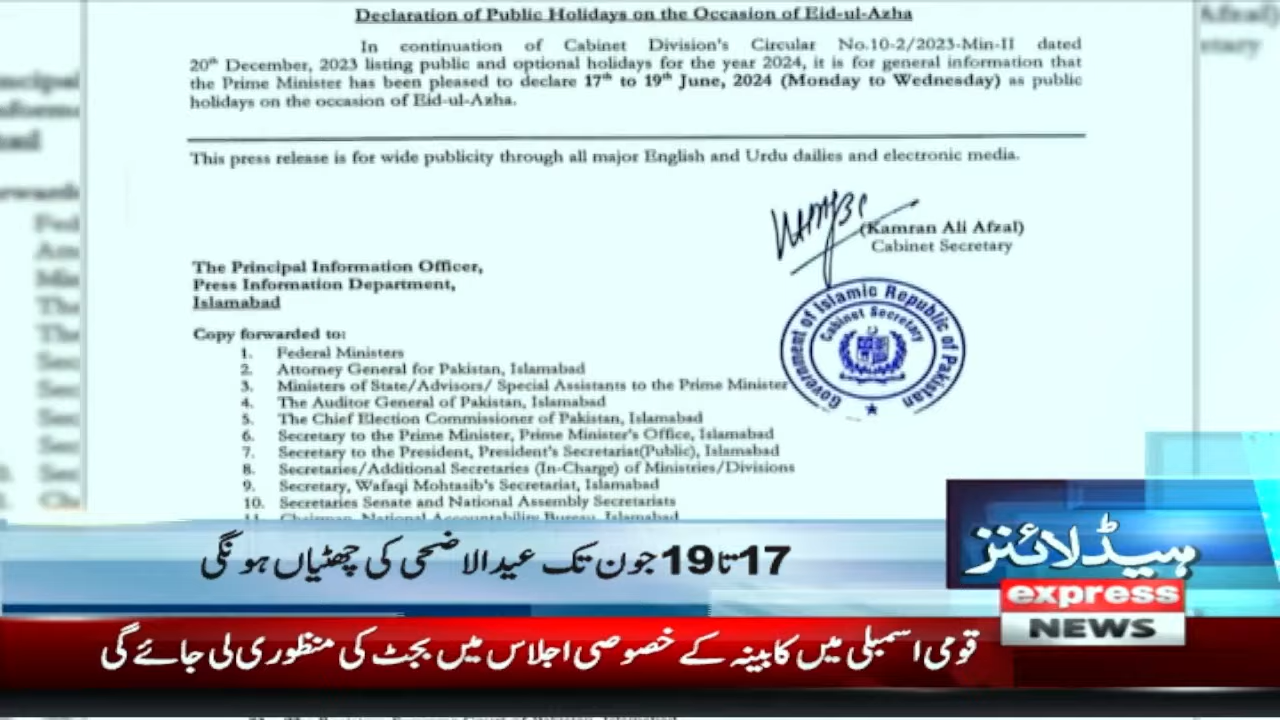 Declaration of Public Holidays on the Occasion of Eid-ul-Azha
In continuation of Cabinet Division's Circular No.10-2/2023-Min-II dated
20th December, 2023 listing public and optional holidays for the year 2024, it is for general information that
the Prime Minister has been pleased to declare 17th to 19th June, 2024 (Monday to Wednesday) as public
holidays on the occasion of Eid-ul-Azha.
This press release is for wide publicity through all major English and Urdu dailies and electronic media.
(Kamran Ali Afzal)
Cabinet Secretary
The Principal Information Officer,
Press Information Department,
Islamabad
Government of Islamic Republic of Pakistan
Cabinet Secretary
Copy forwarded to:
1. Federal Ministers
2. Attorney General for Pakistan, Islamabad
3. Ministers of State/Advisors/ Special Assistants to the Prime Minister
4. The Auditor General of Pakistan, Islamabad
5. The Chief Election Commissioner of Pakistan, Islamabad
6. Secretary to the Prime Minister, Prime Minister's Office, Islamabad
7. Secretary to the President, President's Secretariat(Public), Islamabad
8. Secretaries/Additional Secretaries (In-Charge) of Ministries/Divisions
9. Secretary, Wafaqi Mohtasib's Secretariat, Islamabad
10. Secretaries Senate and National Assembly Secretariats
11. Chairman, National Accountability Bureau, Islamabad
17 تا 19 جون تک عید الاضحی کی چھٹیاں ہونگی
ہیڈلائنز
express
NEWS
قومی اسمبلی میں کابینہ کے خصوصی اجلاس میں بجٹ کی منظوری لی جائے گی